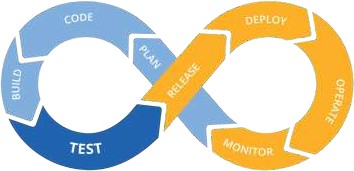 CODE
DEPLOY
PLAN
RELEASE
BUILD
OPERATE
TEST
MONITOR